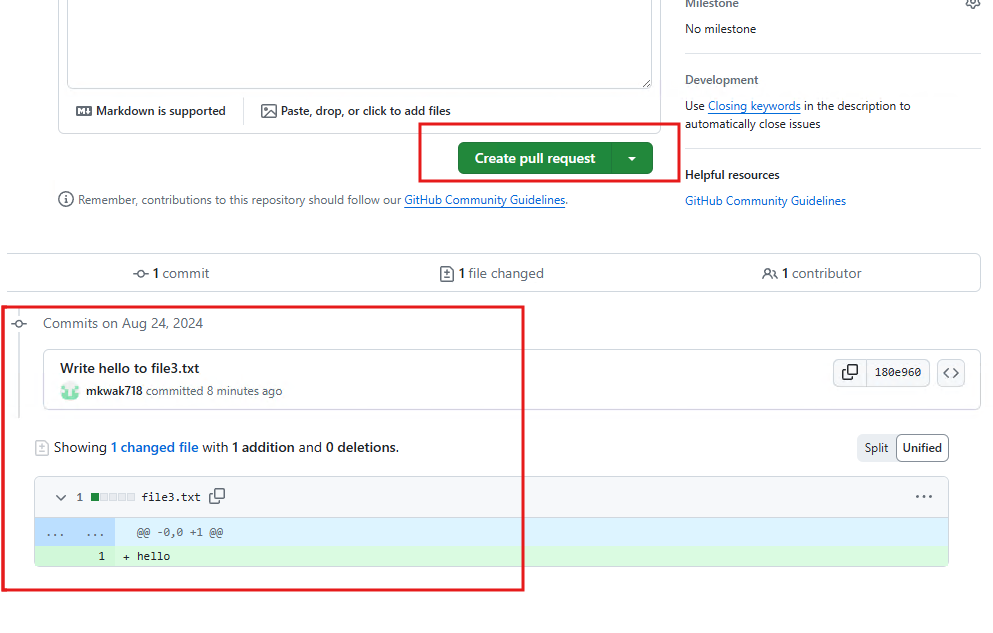 Milestone
No milestone
Development
Use Closing keywords in the description to
automatically close issues
Helpful resources
GitHub Community Guidelines
Markdown is supported
Paste, drop, or click to add files
Create pull request
Remember, contributions to this repository should follow our GitHub Community Guidelines.
1 commit
1 file changed
1 contributor
Commits on Aug 24, 2024
Write hello to file3.txt
mkwak718 committed 8 minutes ago
180e960
Showing 1 changed file with 1 addition and 0 deletions.
Split
Unified
1 file3.txt
... ... @@ -0,0 +1 @@
1 + hello